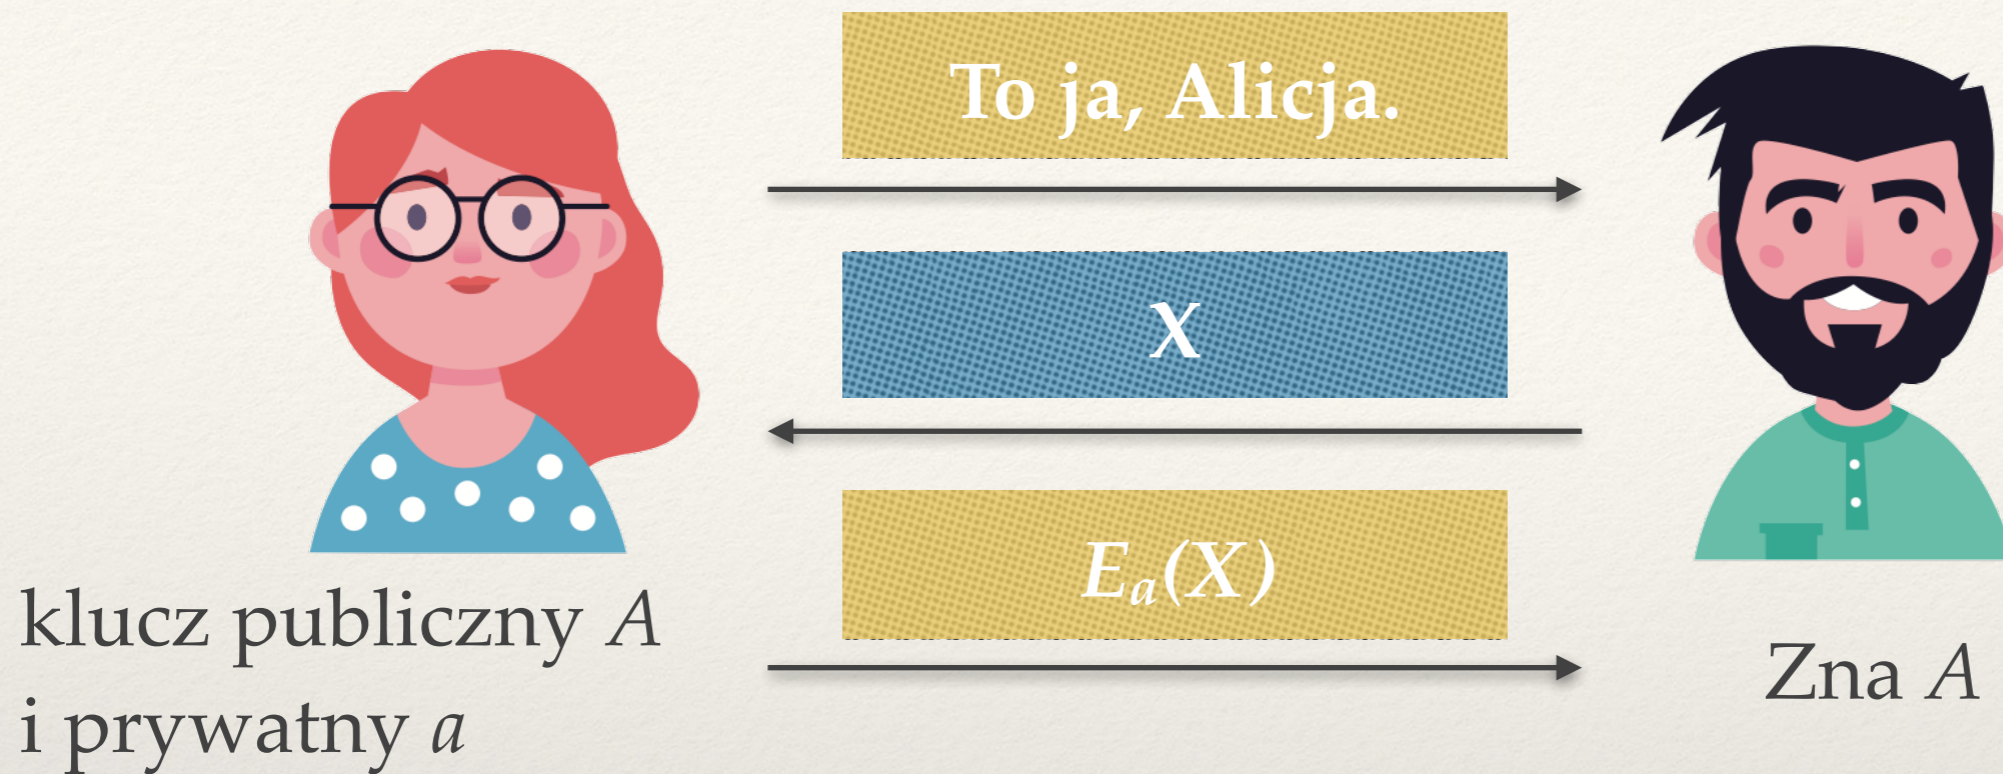 To ja, Alicja.
X
Eₐ(X)
klucz publiczny A
i prywatny a
Zna A